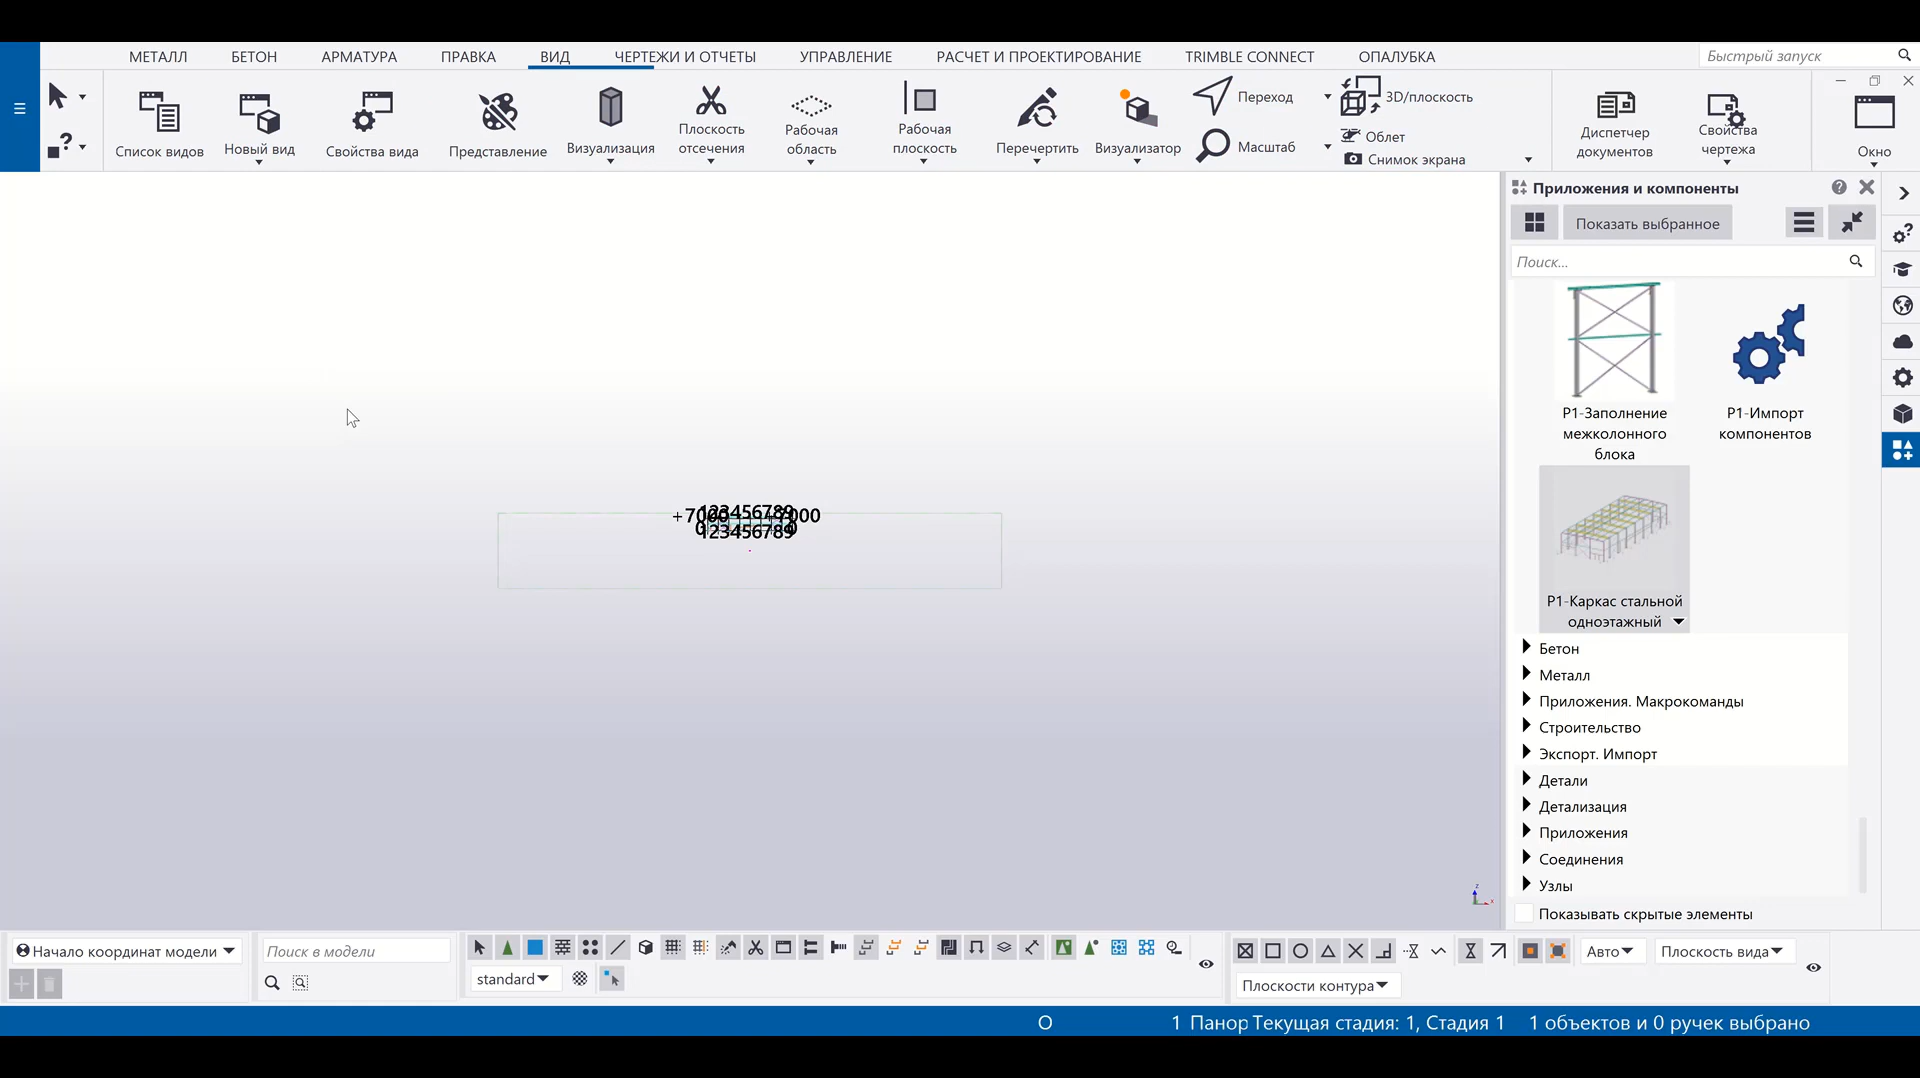 МЕТАЛЛ БЕТОН АРМАТУРА ПРАВКА ВИД ЧЕРТЕЖИ И ОТЧЕТЫ УПРАВЛЕНИЕ РАСЧЕТ И ПРОЕКТИРОВАНИЕ TRIMBLE CONNECT ОПАЛУБКА Быстрый запуск
Список видов
Новый вид
Свойства вида
Представление
Визуализация
Плоскость
отсечения
Рабочая
область
Рабочая
плоскость
Перечертить
Визуализатор
Переход
Масштаб
3D/плоскость
Облет
Снимок экрана
Диспетчер
документов
Свойства
чертежа
Окно
Приложения и компоненты
Показать выбранное
Поиск...
P1-Заполнение
межколонного
блока
P1-Импорт
компонентов
P1-Каркас стальной
одноэтажный
Бетон
Металл
Приложения. Макрокоманды
Строительство
Экспорт. Импорт
Детали
Детализация
Приложения
Соединения
Узлы
Показывать скрытые элементы
123456789
123456789
Начало координат модели
Поиск в модели
standard
Авто
Плоскость вида
Плоскости контура
O 1 Панор Текущая стадия: 1, Стадия 1 1 объектов и 0 ручек выбрано